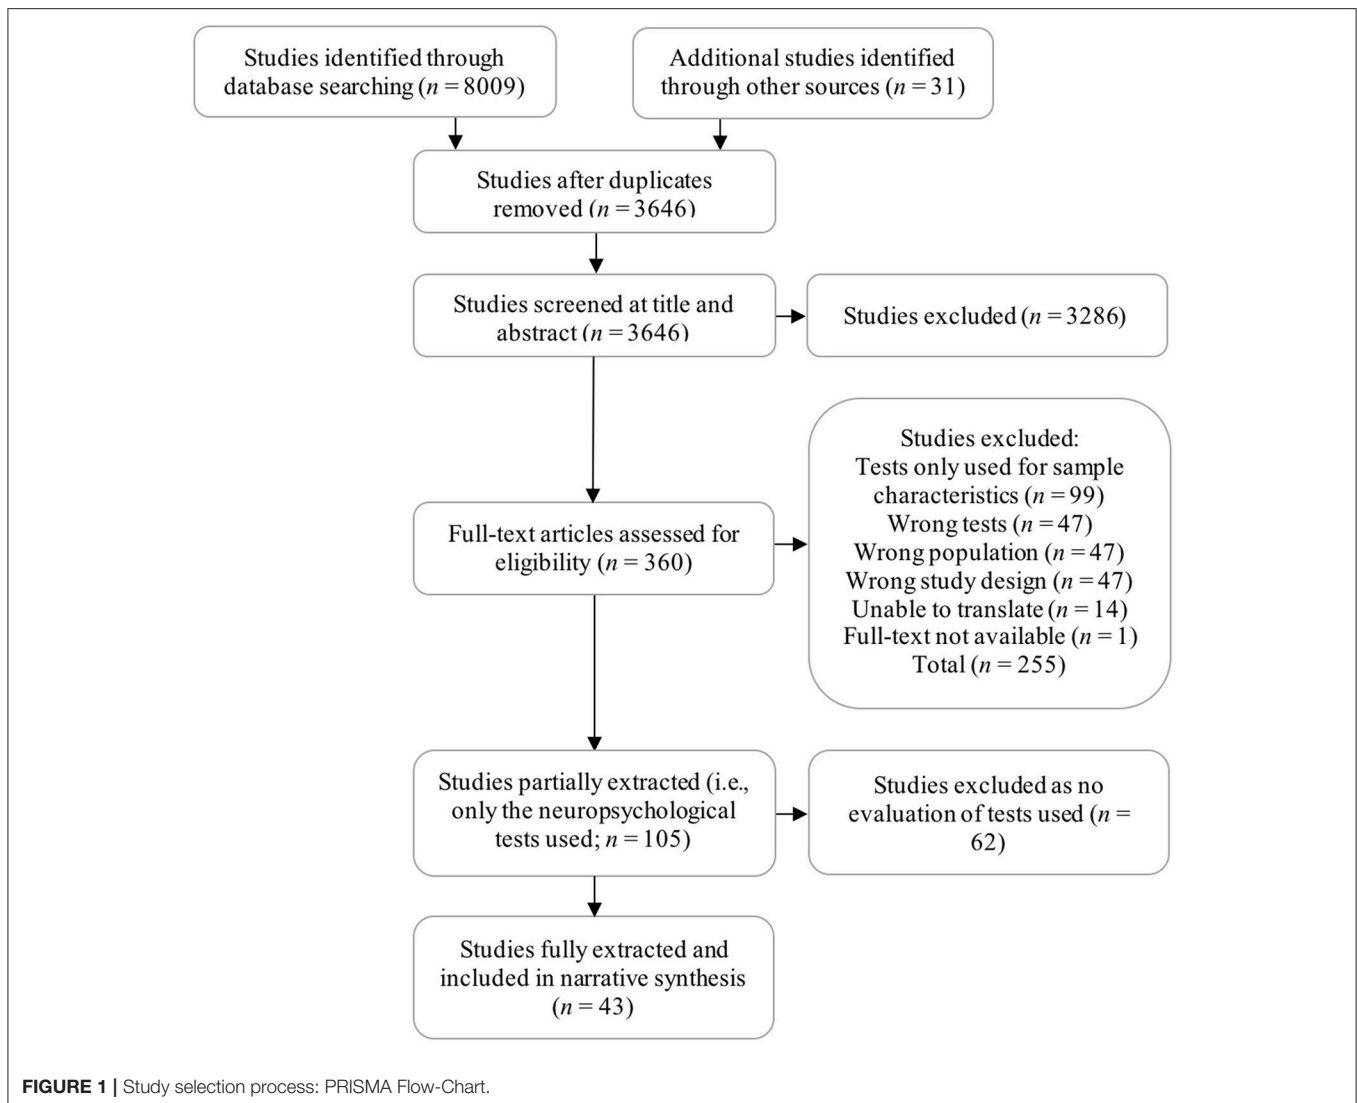 Studies identified through
database searching (n = 8009)
Additional studies identified
through other sources (n = 31)
Studies after duplicates
removed (n = 3646)
Studies screened at title and
abstract (n = 3646)
Studies excluded (n = 3286)
Full-text articles assessed for
eligibility (n = 360)
Studies excluded:
Tests only used for sample
characteristics (n = 99)
Wrong tests (n = 47)
Wrong population (n = 47)
Wrong study design (n = 47)
Unable to translate (n = 14)
Full-text not available (n = 1)
Total (n = 255)
Studies partially extracted (i.e.,
only the neuropsychological
tests used; n = 105)
Studies excluded as no
evaluation of tests used (n =
62)
Studies fully extracted and
included in narrative synthesis
(n = 43)
FIGURE 1 | Study selection process: PRISMA Flow-Chart.